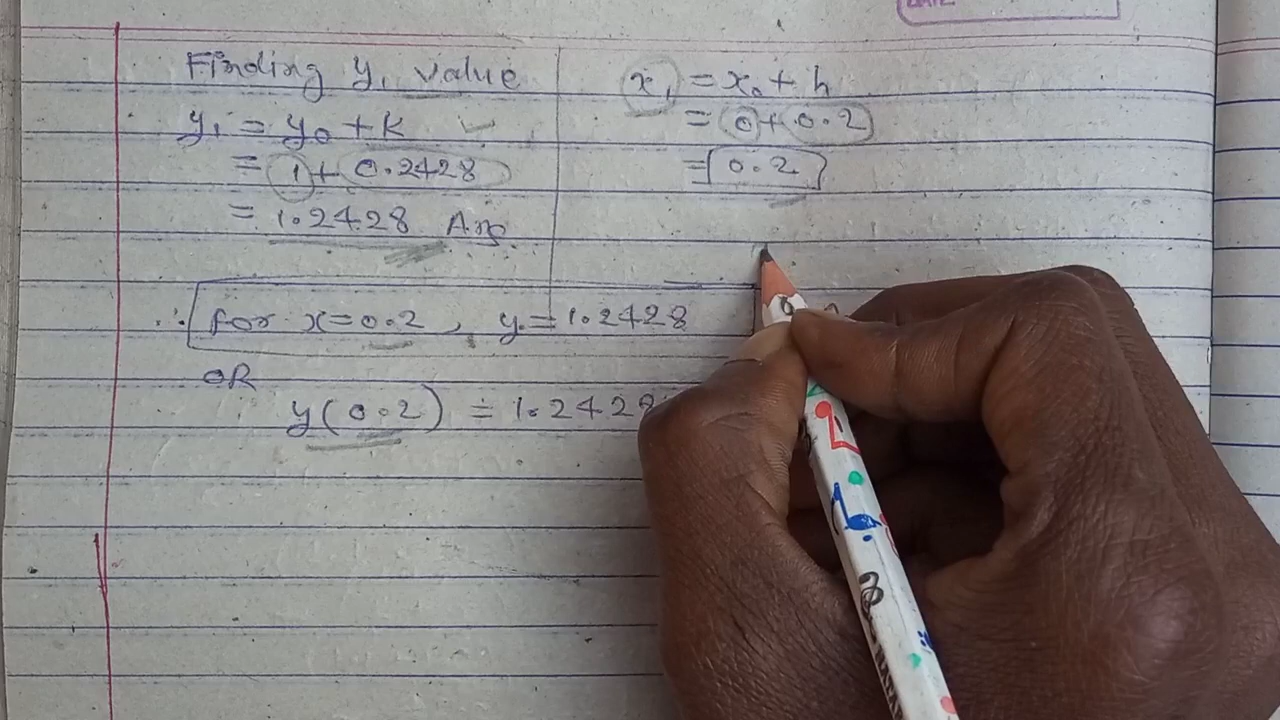 Finding y₁ value
y₁ = y₀ + k
= 1 + 0.2428
= 1.2428 Ans
x₁ = x₀ + h
= 0 + 0.2
= 0.2
∴ for x = 0.2 , y = 1.2428
OR
y(0.2) = 1.2428